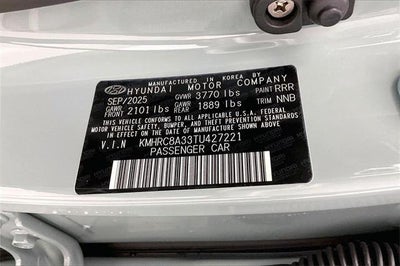 MANUFACTURED IN KOREA BY
HYUNDAI MOTOR COMPANY
SEP/2025 GVWR 3770 lbs PAINT RRR
GAWR FRONT 2101 lbs GAWR REAR 1889 lbs TRIM NNB
THIS VEHICLE CONFORMS TO ALL APPLICABLE FEDERAL
MOTOR VEHICLE SAFETY, BUMPER, AND THEFT PREVENTION STANDARDS
IN EFFECT ON THE DATE OF MANUFACTURE SHOWN ABOVE.
V.I.N KMHRC8A33TU427221
PASSENGER CAR